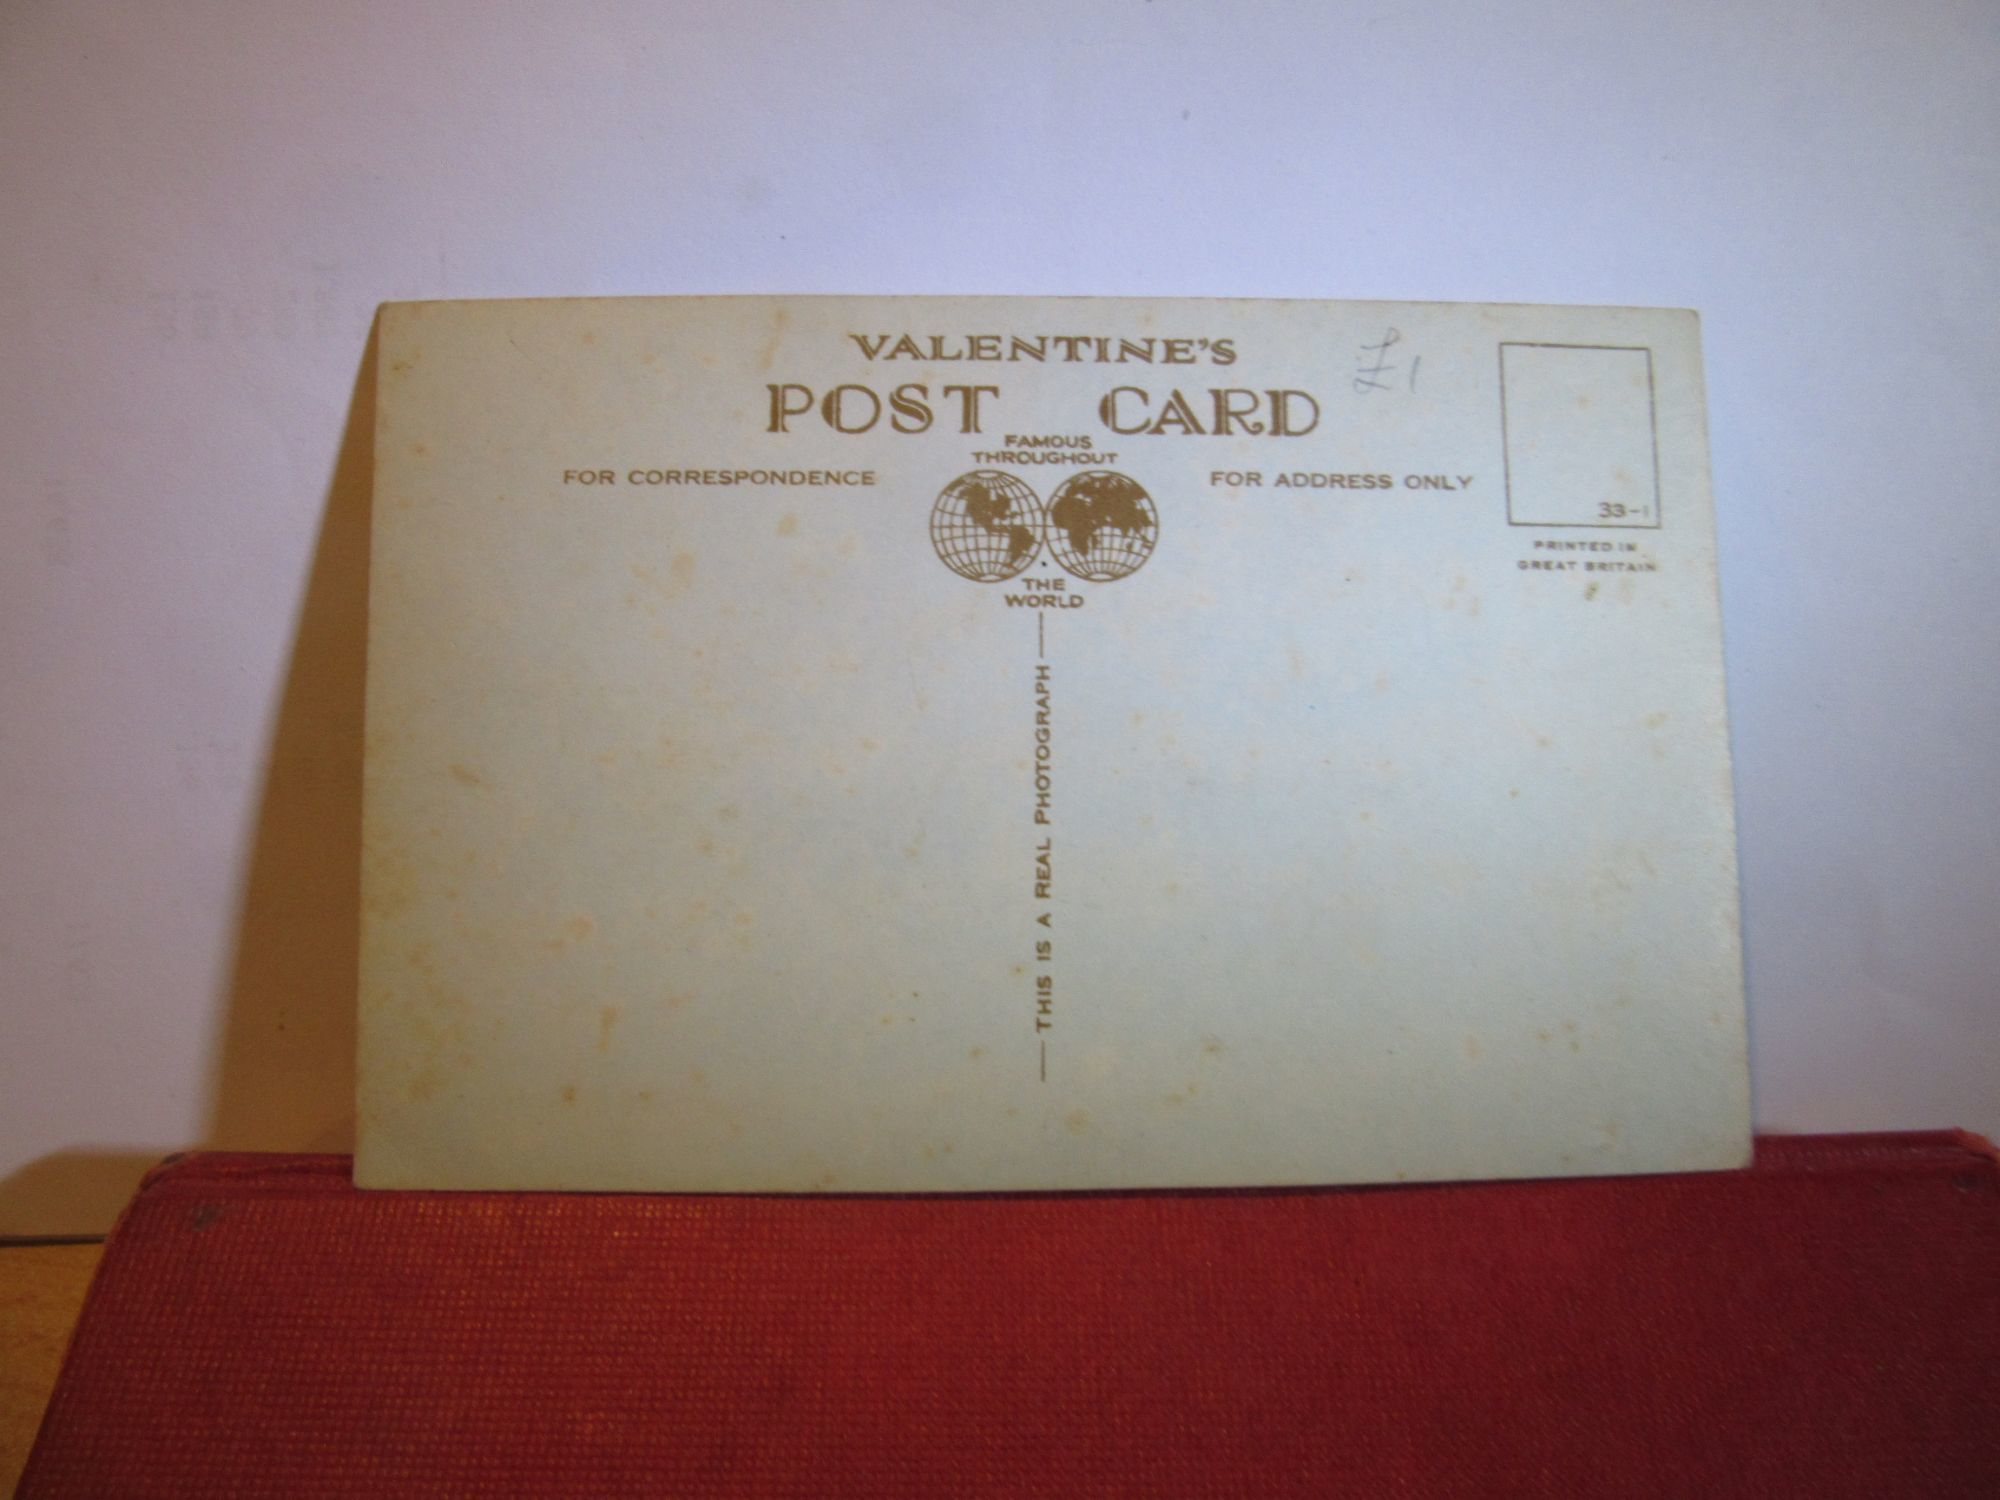 VALENTINE'S
POST CARD
£1
FAMOUS
THROUGHOUT
THE
WORLD
FOR CORRESPONDENCE
FOR ADDRESS ONLY
33-1
PRINTED IN
GREAT BRITAIN
THIS IS A REAL PHOTOGRAPH